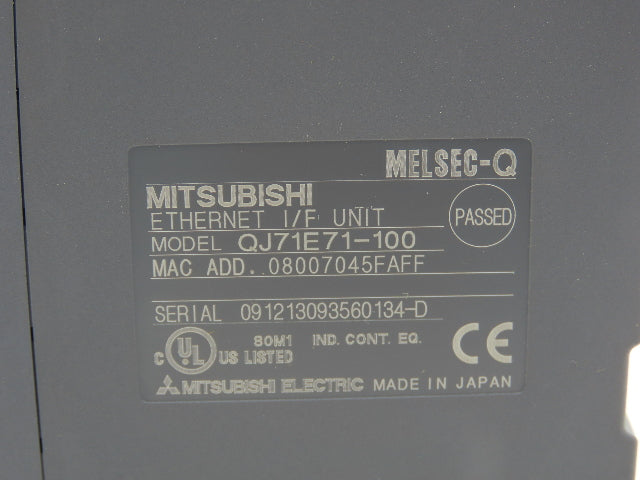 MELSEC-Q
MITSUBISHI
ETHERNET I/F UNIT
PASSED
MODEL QJ71E71-100
MAC ADD. 08007045FAFF
SERIAL 091213093560134-D
C UL US LISTED
80M1 IND. CONT. EQ.
CE
MITSUBISHI ELECTRIC MADE IN JAPAN